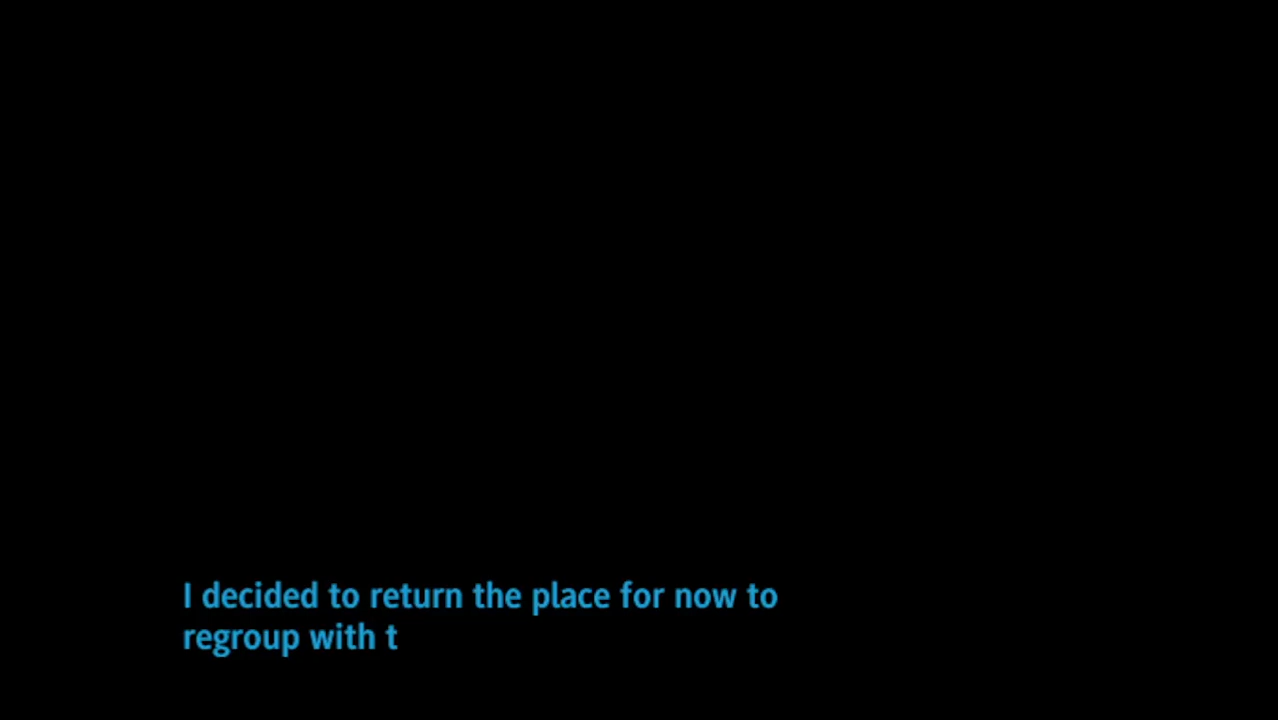 I decided to return the place for now to
regroup with t